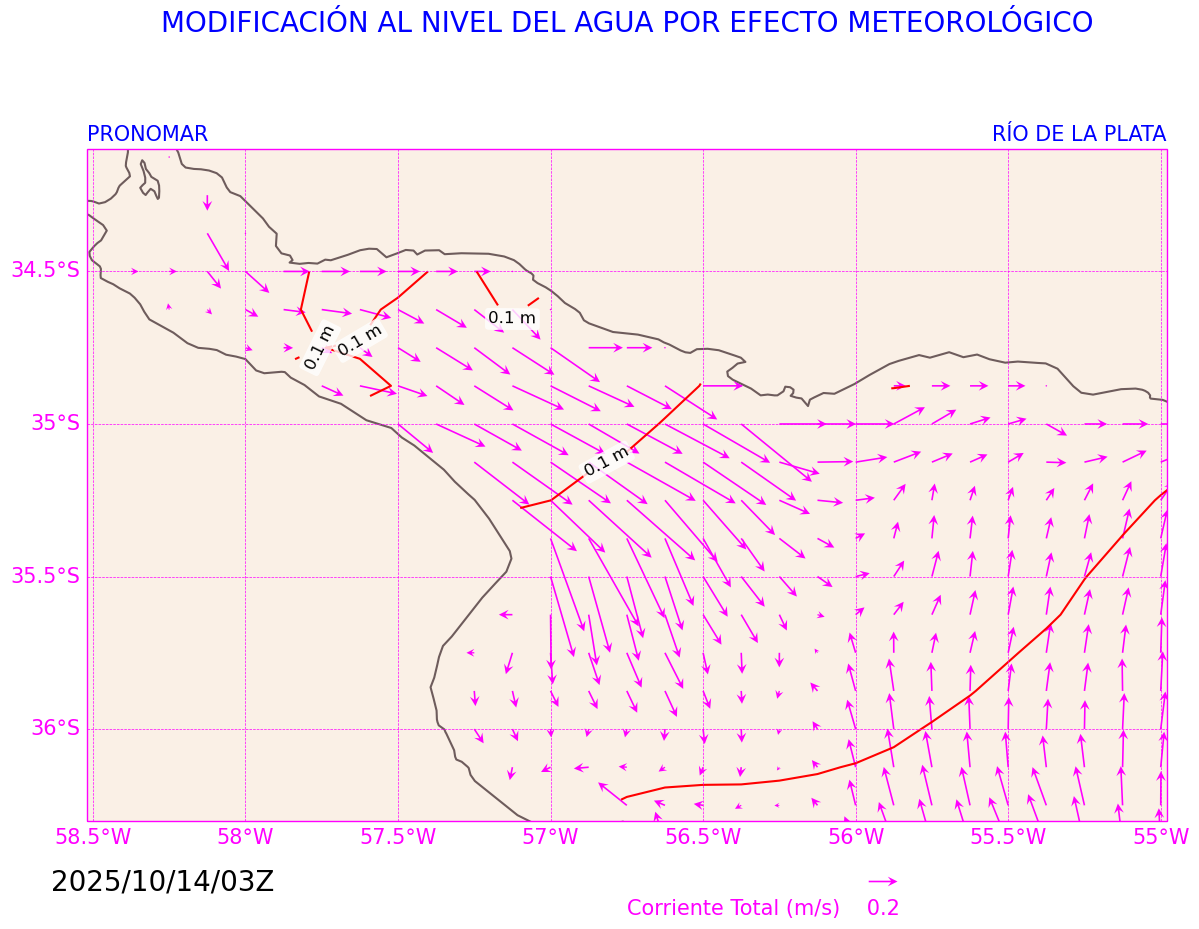 MODIFICACIÓN AL NIVEL DEL AGUA POR EFECTO METEOROLÓGICO
PRONOMAR RÍO DE LA PLATA
34.5°S
35°S
35.5°S
36°S
0.1 m
0.1 m
0.1 m
0.1 m
58.5°W 58°W 57.5°W 57°W 56.5°W 56°W 55.5°W 55°W
2025/10/14/03Z
Corriente Total (m/s) 0.2